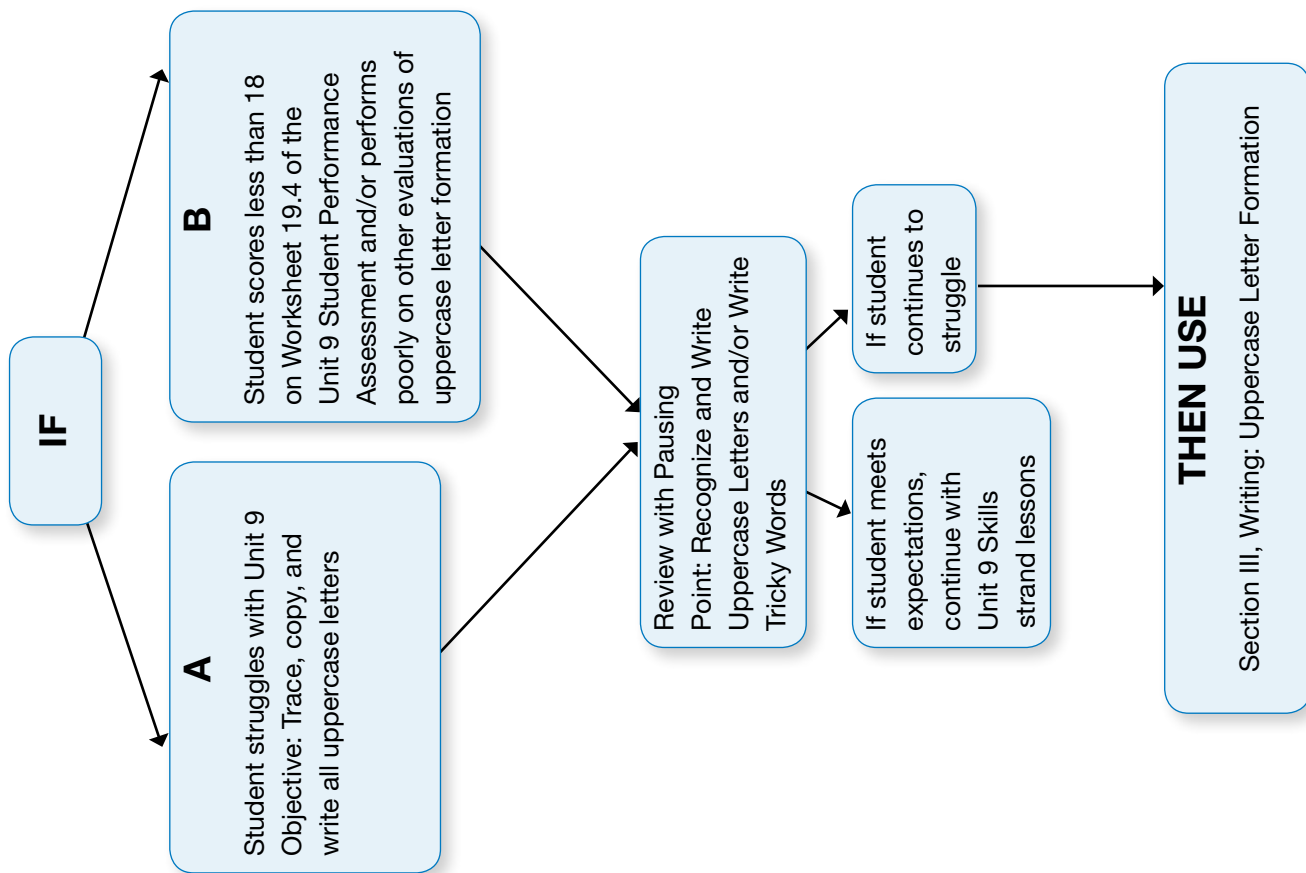 IF
A
Student struggles with Unit 9
Objective: Trace, copy, and
write all uppercase letters
B
Student scores less than 18
on Worksheet 19.4 of the
Unit 9 Student Performance
Assessment and/or performs
poorly on other evaluations of
uppercase letter formation
Review with Pausing
Point: Recognize and Write
Uppercase Letters and/or Write
Tricky Words
If student meets
expectations,
continue with
Unit 9 Skills
strand lessons
If student
continues to
struggle
THEN USE
Section III, Writing: Uppercase Letter Formation